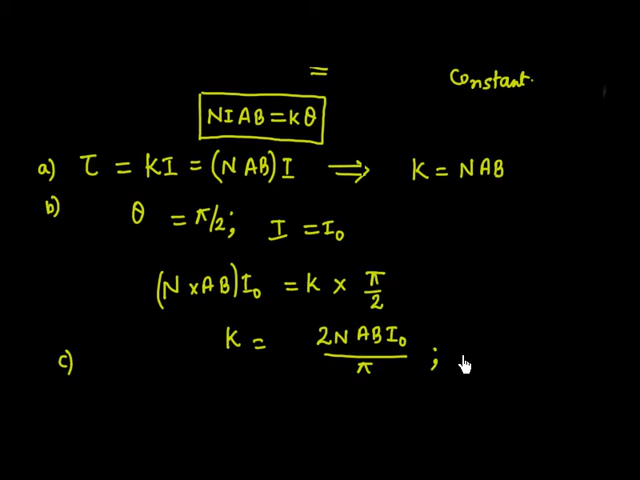 = Constant.
NIAB = kθ
a) τ = KI = (NAB)I ⟹ K = NAB
b) θ = π/2; I = I₀
(N×AB)I₀ = K × π/2
K = 2NABI₀/π ;
c)